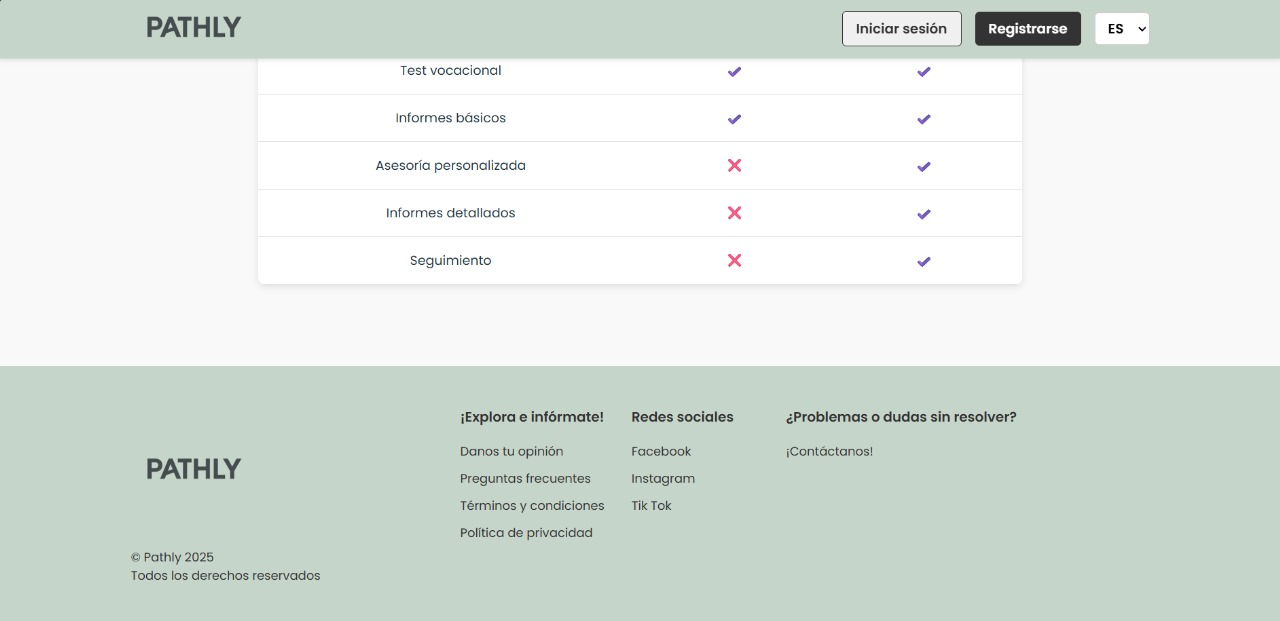 PATHLY
Iniciar sesión
Registrarse
ES
Test vocacional
Informes básicos
Asesoría personalizada
Informes detallados
Seguimiento
PATHLY
© Pathly 2025
Todos los derechos reservados
¡Explora e infórmate!
Danos tu opinión
Preguntas frecuentes
Términos y condiciones
Política de privacidad
Redes sociales
Facebook
Instagram
Tik Tok
¿Problemas o dudas sin resolver?
¡Contáctanos!